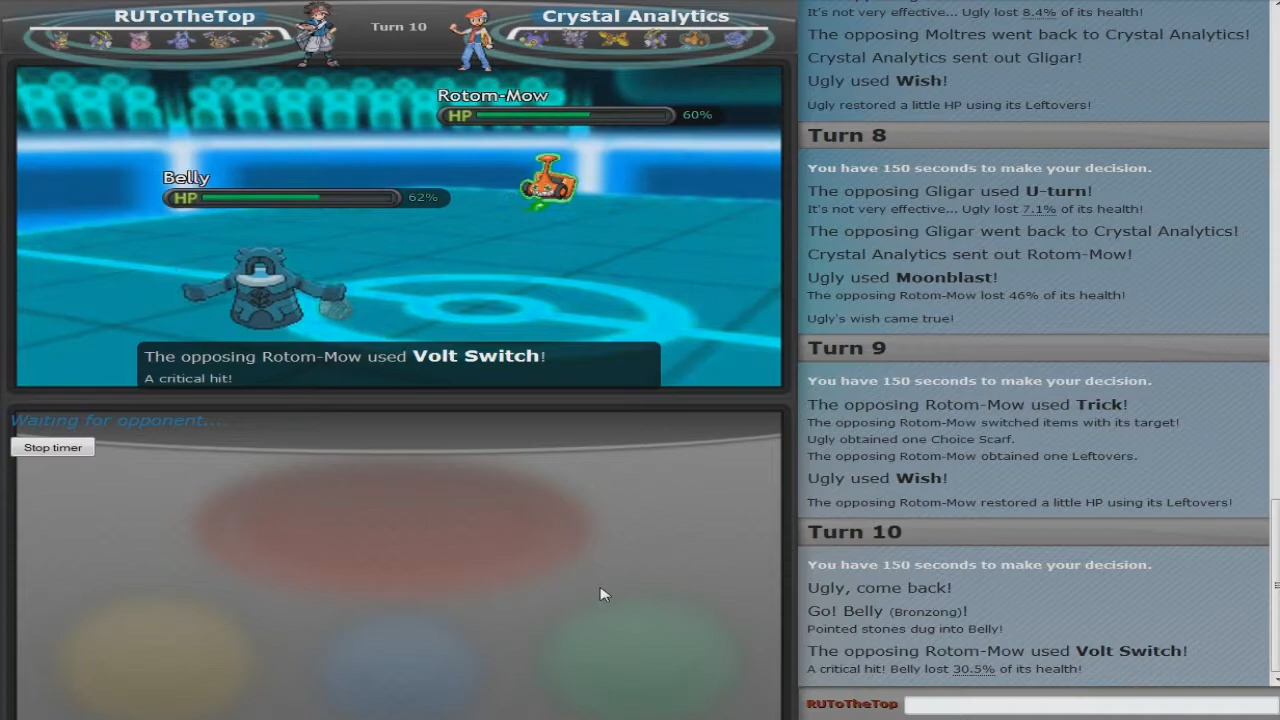 RUToTheTop
Turn 10
Crystal Analytics
Rotom-Mow
HP 60%
Belly
HP 62%
The opposing Rotom-Mow used Volt Switch!
A critical hit!
Waiting for opponent...
Stop timer
It's not very effective... Ugly lost 8.4% of its health!
The opposing Moltres went back to Crystal Analytics!
Crystal Analytics sent out Gligar!
Ugly used Wish!
Ugly restored a little HP using its Leftovers!
Turn 8
You have 150 seconds to make your decision.
The opposing Gligar used U-turn!
It's not very effective... Ugly lost 7.1% of its health!
The opposing Gligar went back to Crystal Analytics!
Crystal Analytics sent out Rotom-Mow!
Ugly used Moonblast!
The opposing Rotom-Mow lost 46% of its health!
Ugly's wish came true!
Turn 9
You have 150 seconds to make your decision.
The opposing Rotom-Mow used Trick!
The opposing Rotom-Mow switched items with its target!
Ugly obtained one Choice Scarf.
The opposing Rotom-Mow obtained one Leftovers.
Ugly used Wish!
The opposing Rotom-Mow restored a little HP using its Leftovers!
Turn 10
You have 150 seconds to make your decision.
Ugly, come back!
Go! Belly (Bronzong)!
Pointed stones dug into Belly!
The opposing Rotom-Mow used Volt Switch!
A critical hit! Belly lost 30.5% of its health!
RUToTheTop